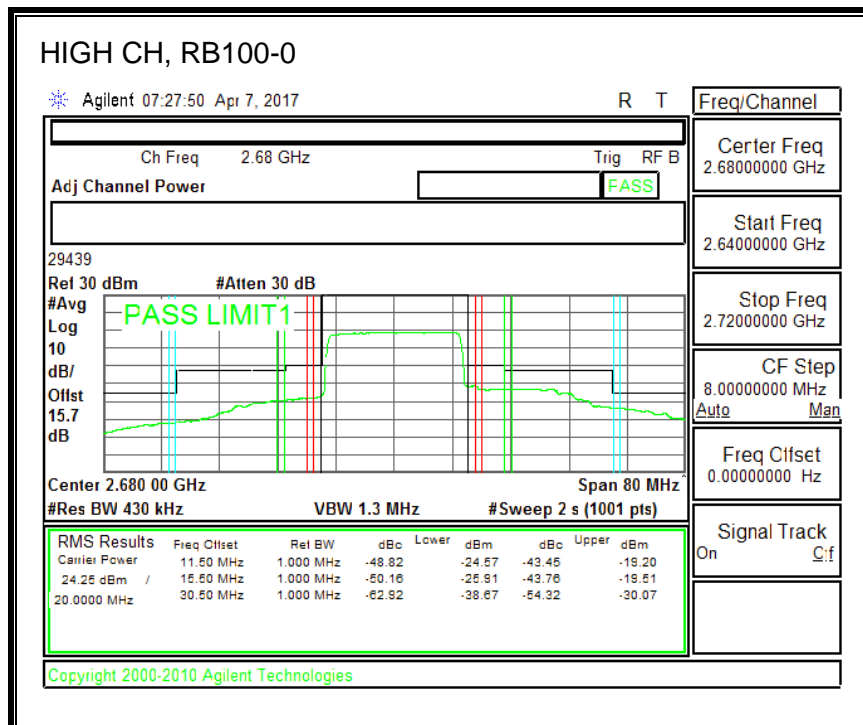 HIGH CH, RB100-0
Agilent 07:27:50 Apr 7, 2017 R T
Freq/Channel
Ch Freq 2.68 GHz Trig RF B
Adj Channel Power PASS
Center Freq
2.68000000 GHz
Start Freq
2.64000000 GHz
Stop Freq
2.72000000 GHz
CF Step
8.00000000 MHz
Auto Man
Freq Offset
0.00000000 Hz
Signal Track
On Off
29439
Ref 30 dBm #Atten 30 dB
#Avg
Log
10
dB/
Offst
15.7
dB
PASS LIMIT1
Center 2.680 00 GHz Span 80 MHz
#Res BW 430 kHz VBW 1.3 MHz #Sweep 2 s (1001 pts)
RMS Results Freq Offset Ref BW dBc Lower dBm dBc Upper dBm
Carrier Power 11.50 MHz 1.000 MHz -48.82 -24.57 -43.45 -19.20
24.25 dBm / 15.50 MHz 1.000 MHz -50.16 -25.91 -43.76 -19.51
20.0000 MHz 30.50 MHz 1.000 MHz -62.92 -38.67 -54.32 -30.07
Copyright 2000-2010 Agilent Technologies